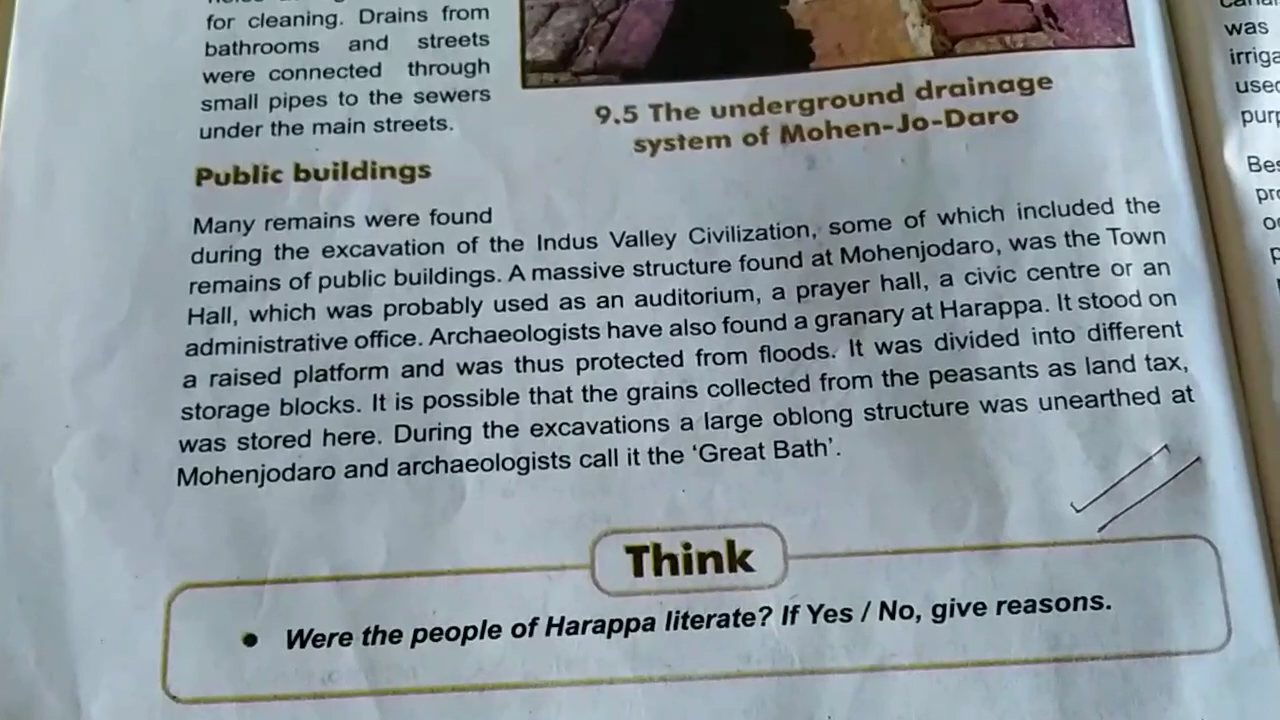 for cleaning. Drains from
bathrooms and streets
were connected through
small pipes to the sewers
under the main streets.
9.5 The underground drainage
system of Mohen-Jo-Daro
Public buildings
Many remains were found
during the excavation of the Indus Valley Civilization, some of which included the
remains of public buildings. A massive structure found at Mohenjodaro, was the Town
Hall, which was probably used as an auditorium, a prayer hall, a civic centre or an
administrative office. Archaeologists have also found a granary at Harappa. It stood on
a raised platform and was thus protected from floods. It was divided into different
storage blocks. It is possible that the grains collected from the peasants as land tax,
was stored here. During the excavations a large oblong structure was unearthed at
Mohenjodaro and archaeologists call it the ‘Great Bath’.
Think
• Were the people of Harappa literate? If Yes / No, give reasons.
was